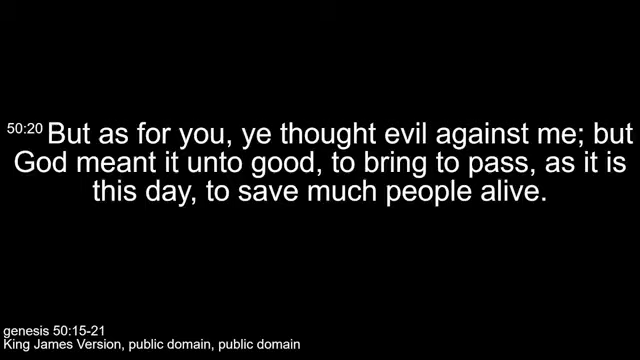 50:20 But as for you, ye thought evil against me; but
God meant it unto good, to bring to pass, as it is
this day, to save much people alive.
genesis 50:15-21
King James Version, public domain, public domain